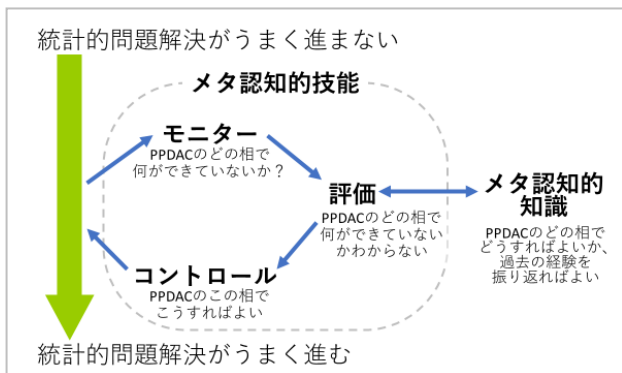 統計的問題解決がうまく進まない
メタ認知的技能
モニター
PPDACのどの相で
何ができていないか？
評価
PPDACのどの相で
何ができていない
かわからない
メタ認知的
知識
PPDACのどの相で
どうすればよいか、
過去の経験を
振り返ればよい
コントロール
PPDACのこの相で
こうすればよい
統計的問題解決がうまく進む